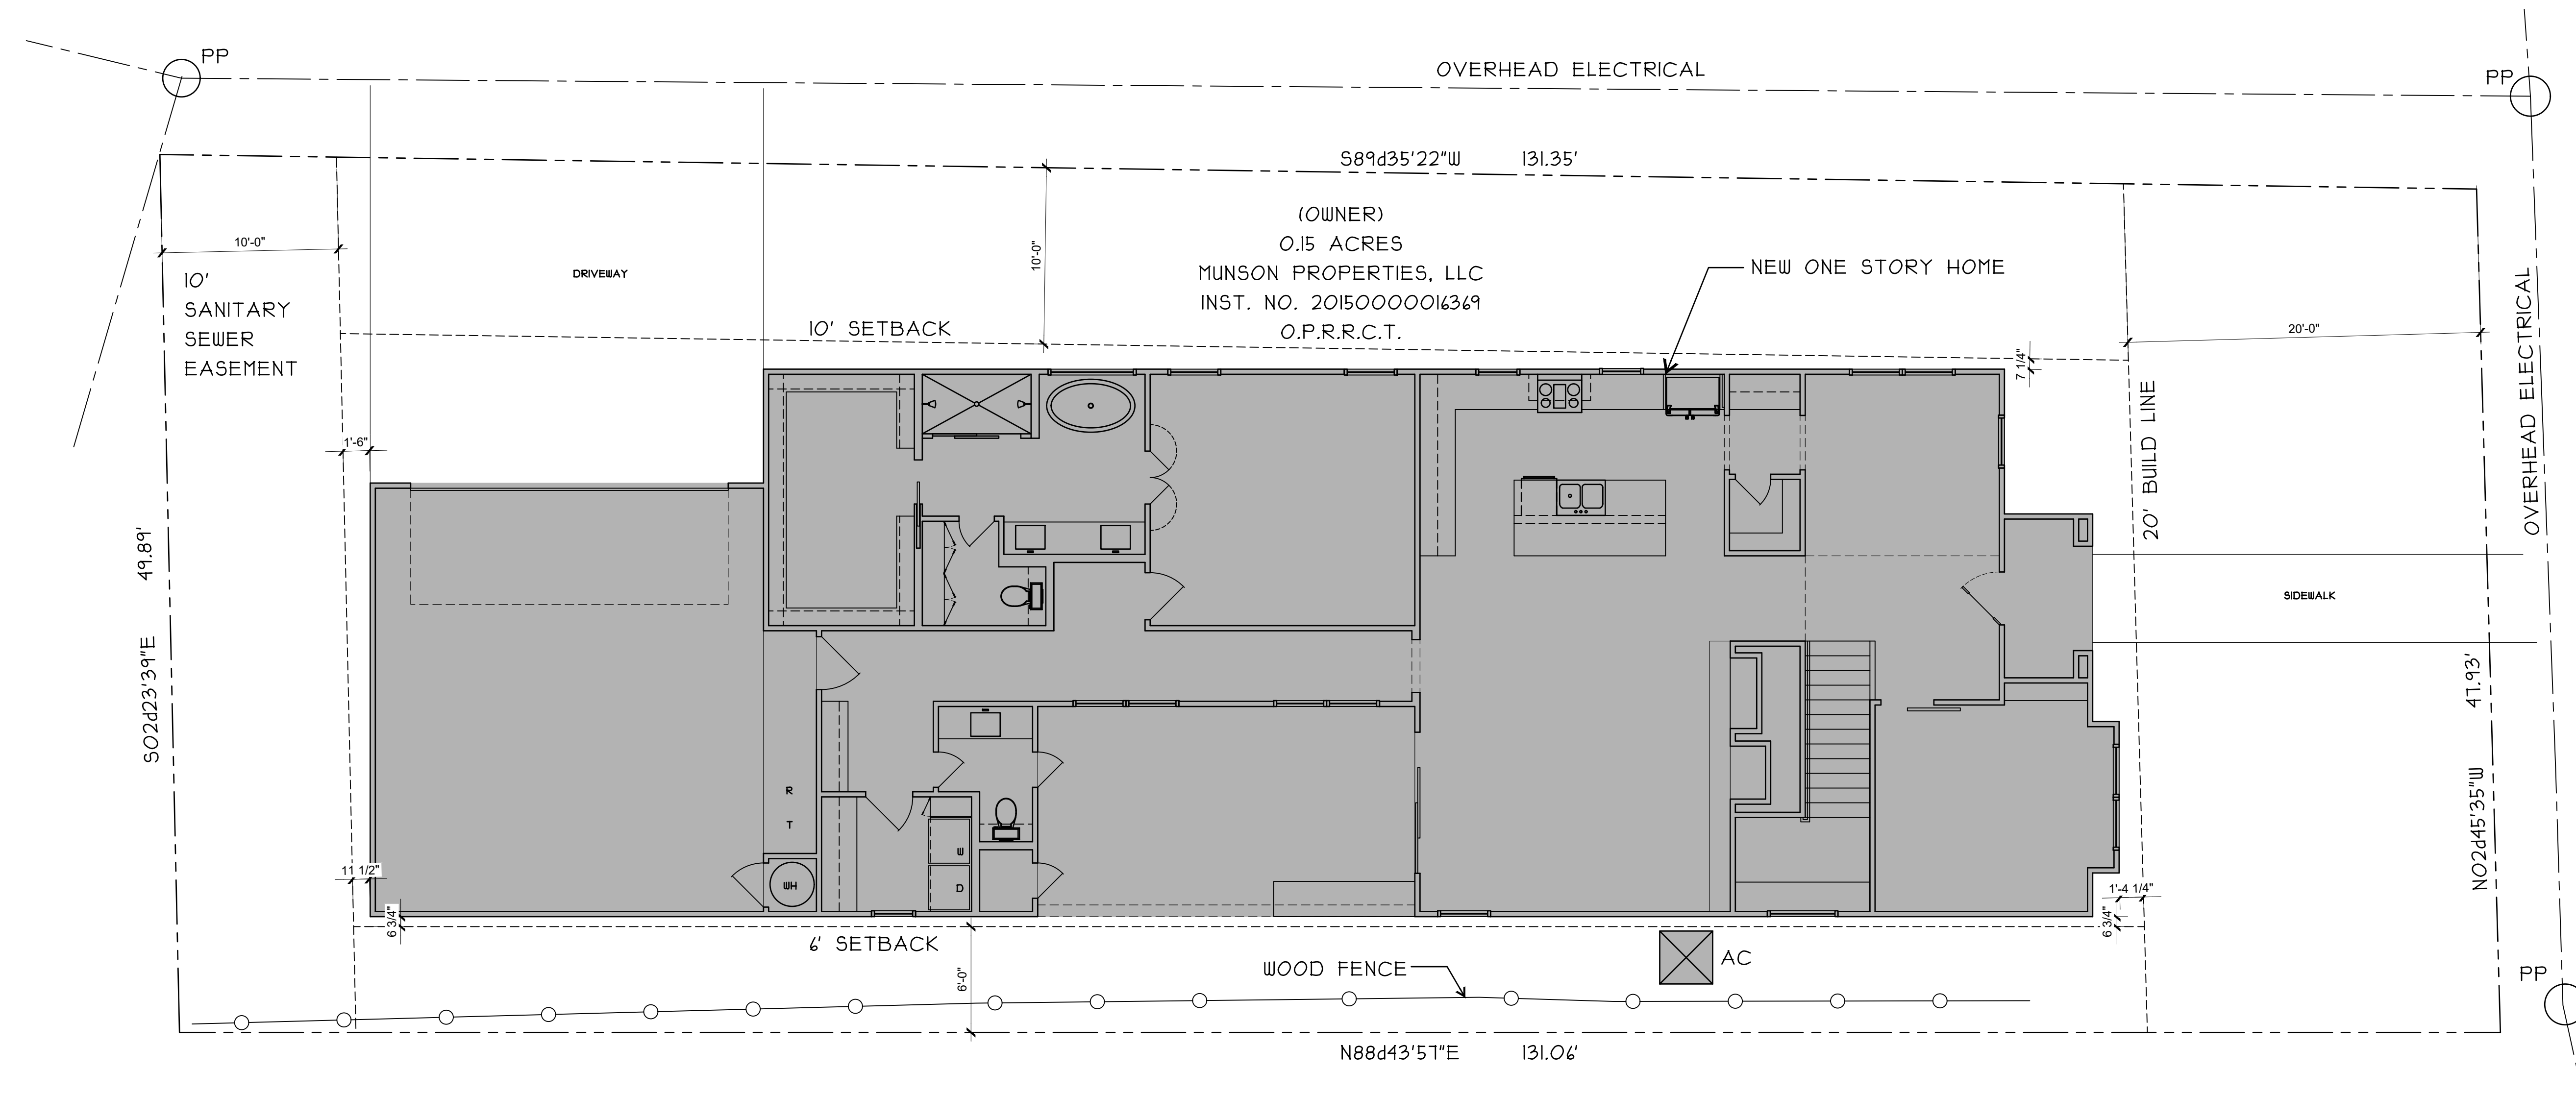 PP
OVERHEAD ELECTRICAL
PP
S89d35'22"W 131.35'
(OWNER)
0.15 ACRES
MUNSON PROPERTIES, LLC
INST. NO. 20150000016369
O.P.R.R.C.T.
10'-0"
10'
SANITARY
SEWER
EASEMENT
DRIVEWAY
10'-0"
NEW ONE STORY HOME
10' SETBACK
20'-0"
7 1/4"
OVERHEAD ELECTRICAL
20' BUILD LINE
1'-6"
S02d23'39"E 49.89'
SIDEWALK
N02d45'35"W 47.93'
R
T
WH
W
D
11 1/2"
6 3/4"
1'-4 1/4"
6 3/4"
6' SETBACK
6'-0"
WOOD FENCE
AC
PP
N88d43'57"E 131.06'